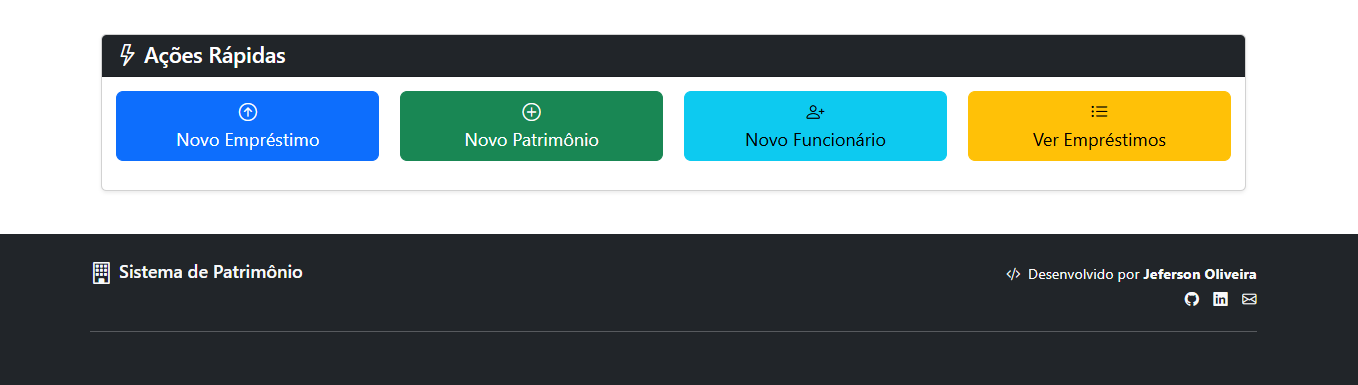 Ações Rápidas
Novo Empréstimo
Novo Patrimônio
Novo Funcionário
Ver Empréstimos
Sistema de Patrimônio
Desenvolvido por Jeferson Oliveira